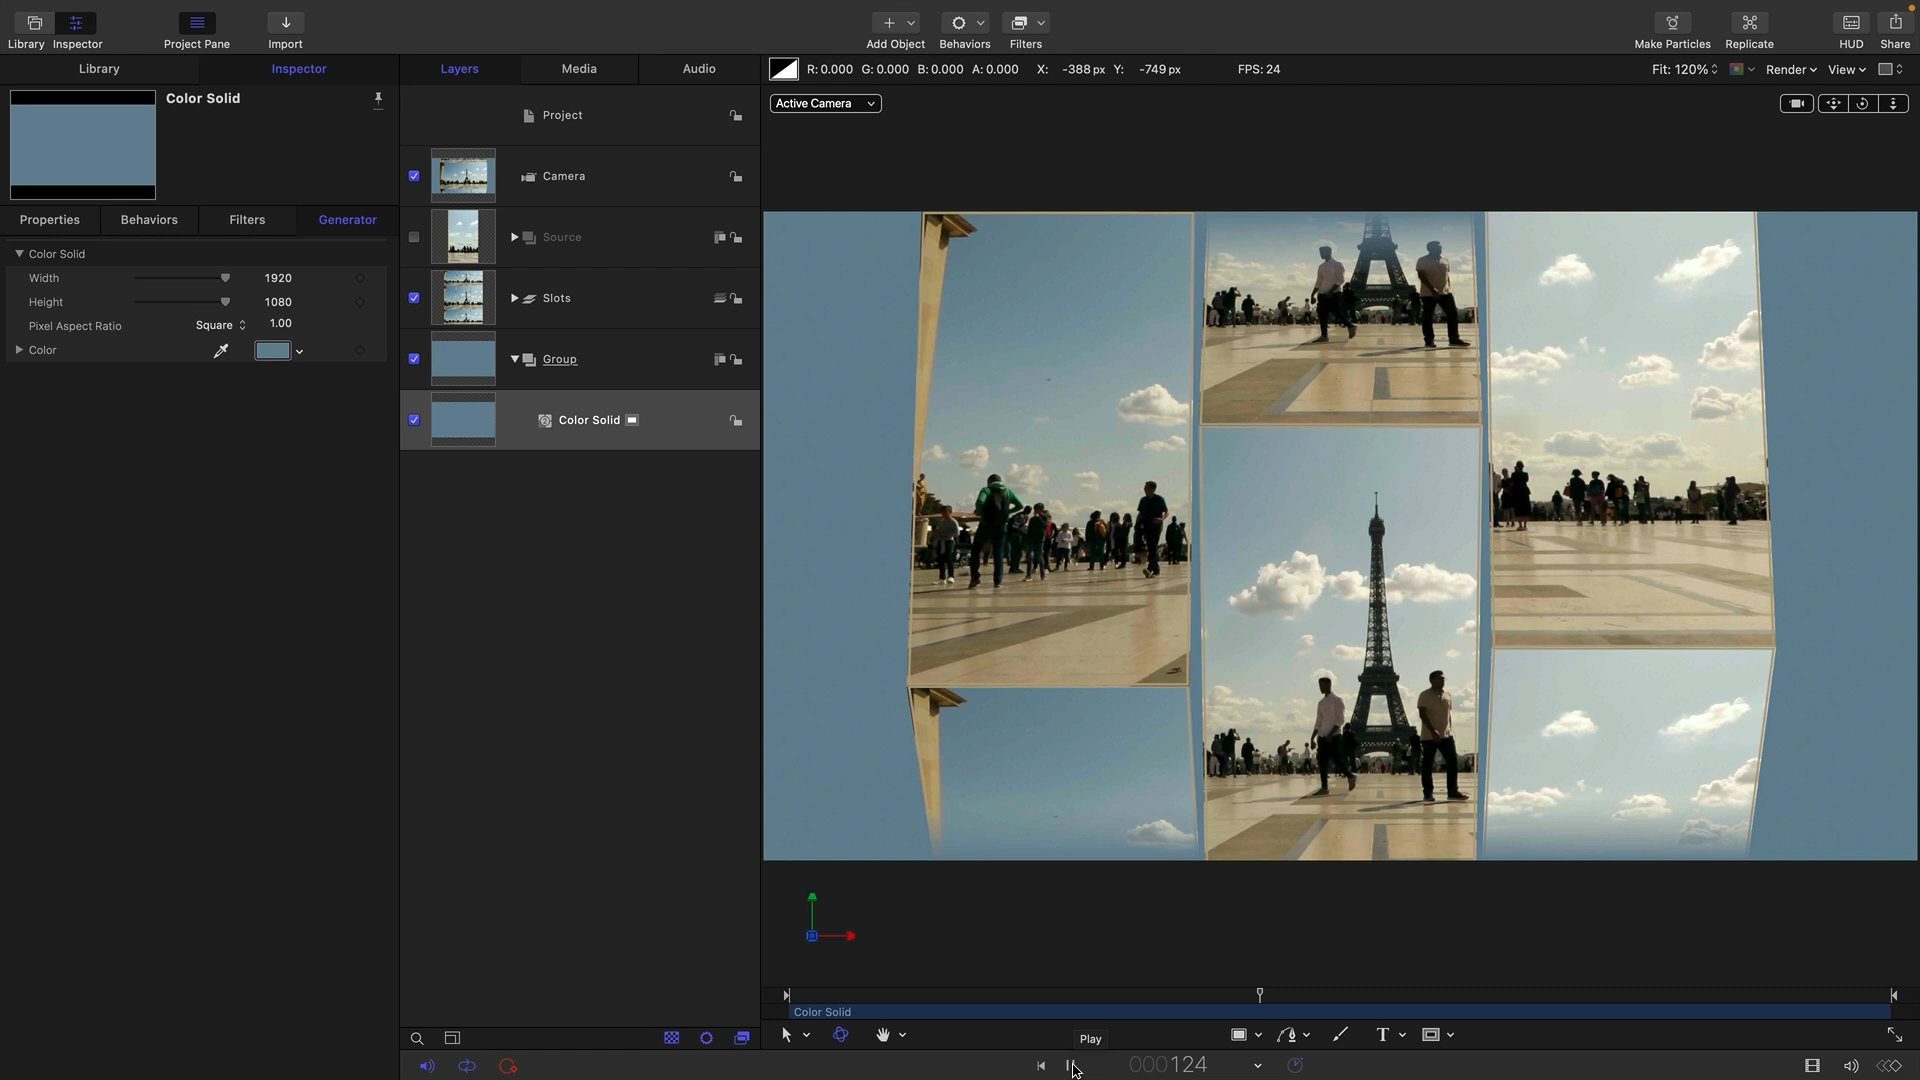 Library Inspector Project Pane Import Add Object Behaviors Filters Make Particles Replicate HUD Share
Library Inspector Layers Media Audio R: 0.000 G: 0.000 B: 0.000 A: 0.000 X: -388 px Y: -749 px FPS: 24 Fit: 120% Render View
Color Solid
Active Camera
Project
Camera
Properties Behaviors Filters Generator
Source
Color Solid
Width 1920
Height 1080
Slots
Pixel Aspect Ratio Square 1.00
Color
Group
Color Solid
Color Solid
T
Play
000124